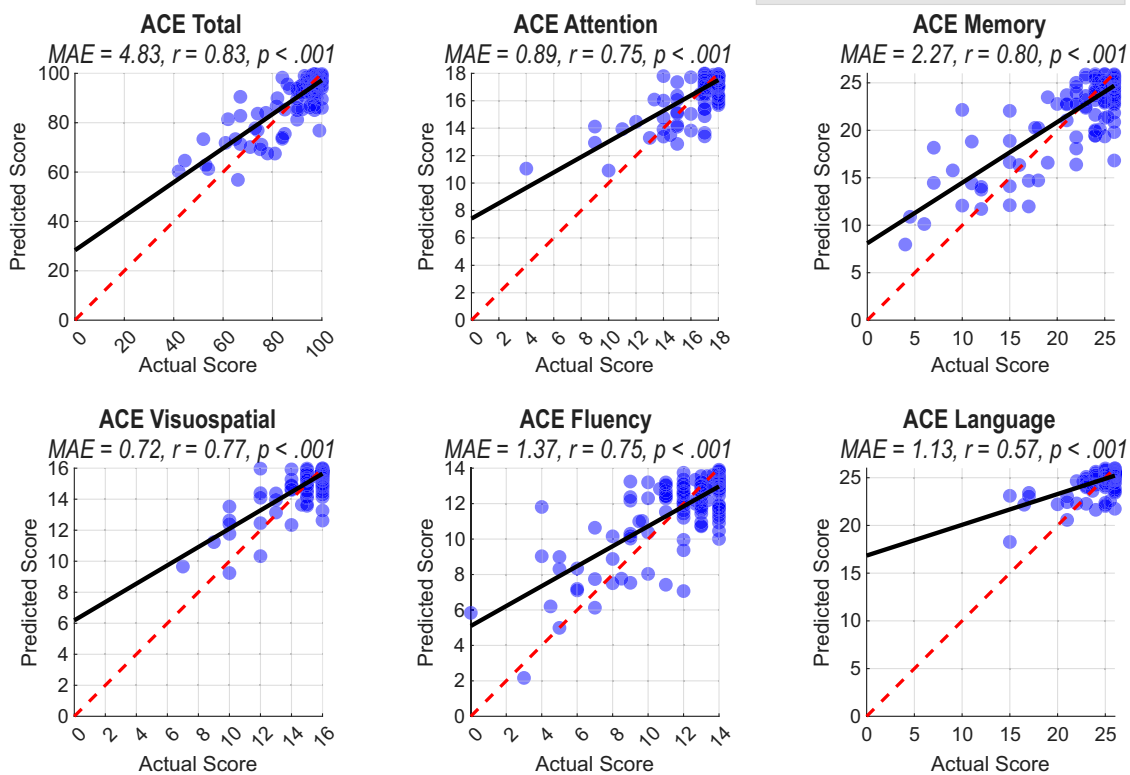 ACE Total
MAE = 4.83, r = 0.83, p < .001
100
80
60
40
20
0
Predicted Score
0 20 40 60 80 100
Actual Score
ACE Attention
MAE = 0.89, r = 0.75, p < .001
18
16
14
12
10
8
6
4
2
0
Predicted Score
0 2 4 6 8 10 12 14 16 18
Actual Score
ACE Memory
MAE = 2.27, r = 0.80, p < .001
25
20
15
10
5
0
Predicted Score
0 5 10 15 20 25
Actual Score
ACE Visuospatial
MAE = 0.72, r = 0.77, p < .001
16
14
12
10
8
6
4
2
0
Predicted Score
0 2 4 6 8 10 12 14 16
Actual Score
ACE Fluency
MAE = 1.37, r = 0.75, p < .001
14
12
10
8
6
4
2
0
Predicted Score
0 2 4 6 8 10 12 14
Actual Score
ACE Language
MAE = 1.13, r = 0.57, p < .001
25
20
15
10
5
0
Predicted Score
0 5 10 15 20 25
Actual Score